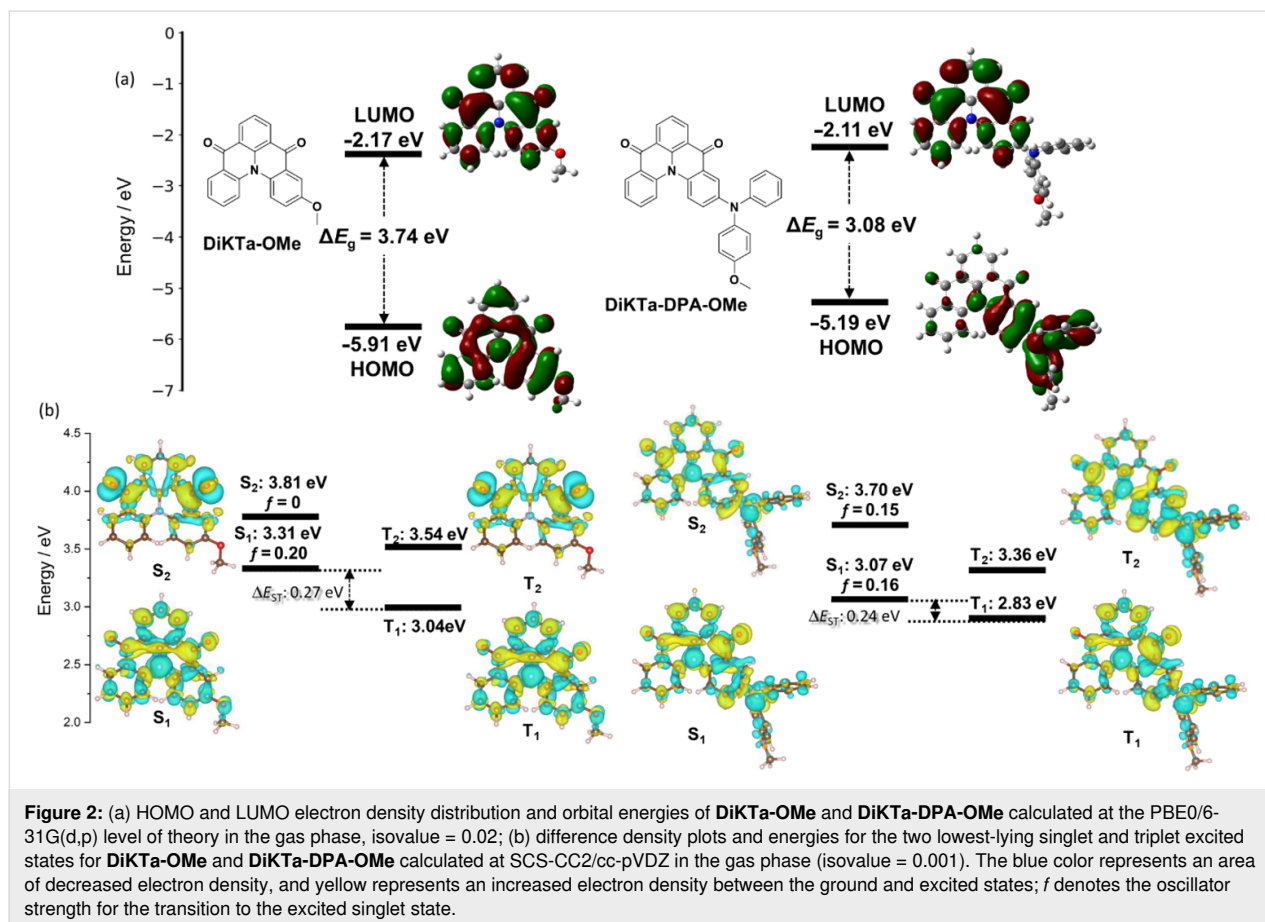 (a)
Energy / eV
0
−1
−2
−3
−4
−5
−6
−7
LUMO
−2.17 eV
ΔEg = 3.74 eV
−5.91 eV
HOMO
O
O
N
O
DiKTa-OMe
LUMO
−2.11 eV
ΔEg = 3.08 eV
−5.19 eV
HOMO
O
O
N
N
O
DiKTa-DPA-OMe
(b)
Energy / eV
4.5
4.0
3.5
3.0
2.5
2.0
S2
S1
S2: 3.81 eV
f = 0
S1: 3.31 eV
f = 0.20
ΔEST: 0.27 eV
T2: 3.54 eV
T1: 3.04eV
T2
T1
S2
S1
S2: 3.70 eV
f = 0.15
S1: 3.07 eV
f = 0.16
ΔEST: 0.24 eV
T2: 3.36 eV
T1: 2.83 eV
T2
T1
Figure 2: (a) HOMO and LUMO electron density distribution and orbital energies of DiKTa-OMe and DiKTa-DPA-OMe calculated at the PBE0/6-
31G(d,p) level of theory in the gas phase, isovalue = 0.02; (b) difference density plots and energies for the two lowest-lying singlet and triplet excited
states for DiKTa-OMe and DiKTa-DPA-OMe calculated at SCS-CC2/cc-pVDZ in the gas phase (isovalue = 0.001). The blue color represents an area
of decreased electron density, and yellow represents an increased electron density between the ground and excited states; f denotes the oscillator
strength for the transition to the excited singlet state.